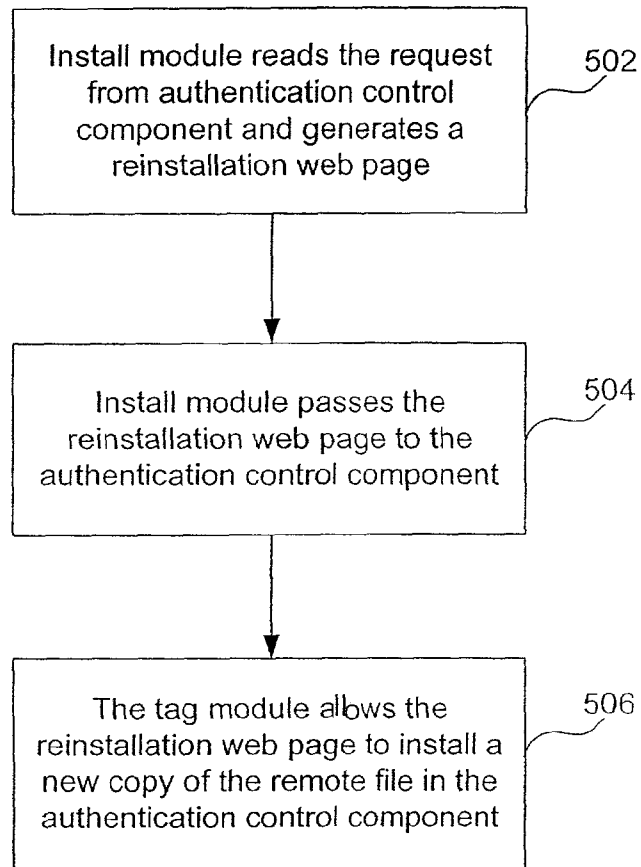 Install module reads the request
from authentication control
component and generates a
reinstallation web page
502
Install module passes the
reinstallation web page to the
authentication control component
504
The tag module allows the
reinstallation web page to install a
new copy of the remote file in the
authentication control component
506